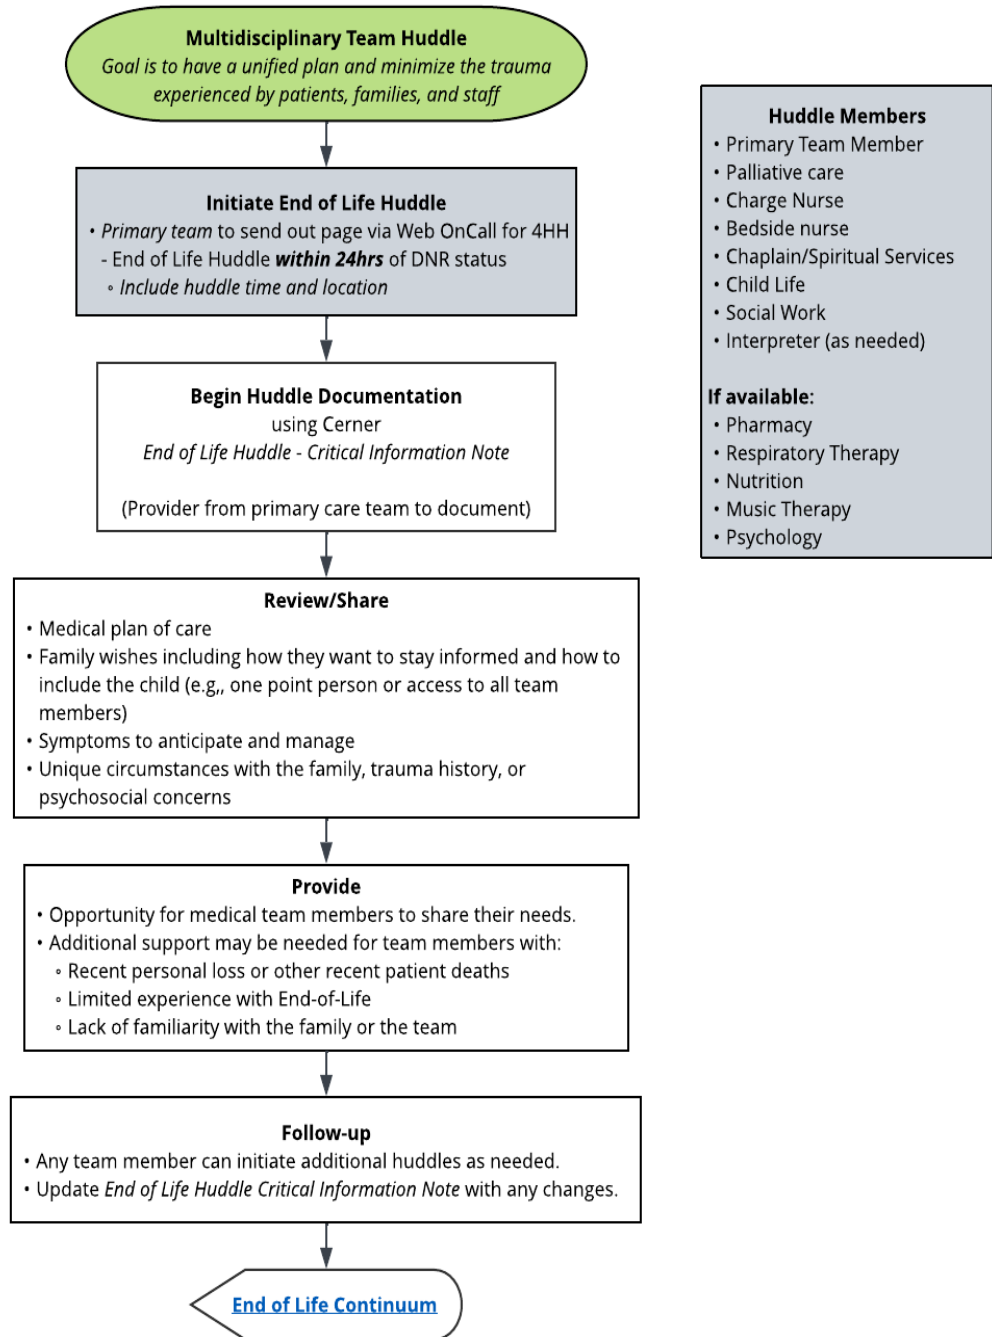 Multidisciplinary Team Huddle
Goal is to have a unified plan and minimize the trauma
experienced by patients, families, and staff
Initiate End of Life Huddle
• Primary team to send out page via Web OnCall for 4HH
- End of Life Huddle within 24hrs of DNR status
◦ Include huddle time and location
Begin Huddle Documentation
using Cerner
End of Life Huddle - Critical Information Note
(Provider from primary care team to document)
Review/Share
• Medical plan of care
• Family wishes including how they want to stay informed and how to
include the child (e.g,, one point person or access to all team
members)
• Symptoms to anticipate and manage
• Unique circumstances with the family, trauma history, or
psychosocial concerns
Provide
• Opportunity for medical team members to share their needs.
• Additional support may be needed for team members with:
◦ Recent personal loss or other recent patient deaths
◦ Limited experience with End-of-Life
◦ Lack of familiarity with the family or the team
Follow-up
• Any team member can initiate additional huddles as needed.
• Update End of Life Huddle Critical Information Note with any changes.
End of Life Continuum
Huddle Members
• Primary Team Member
• Palliative care
• Charge Nurse
• Bedside nurse
• Chaplain/Spiritual Services
• Child Life
• Social Work
• Interpreter (as needed)
If available:
• Pharmacy
• Respiratory Therapy
• Nutrition
• Music Therapy
• Psychology